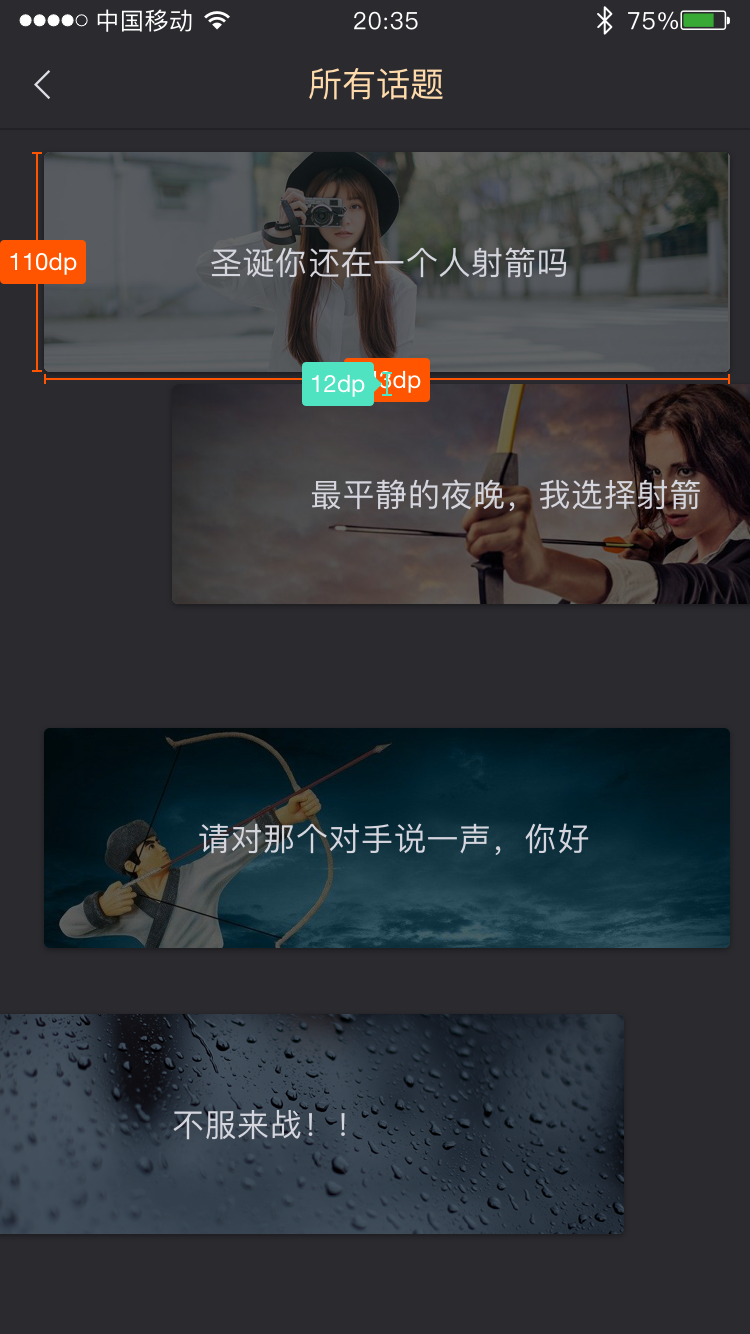 中国移动 20:35 75%
所有话题
110dp
圣诞你还在一个人射箭吗
12dp
最平静的夜晚，我选择射箭
请对那个对手说一声，你好
不服来战！！